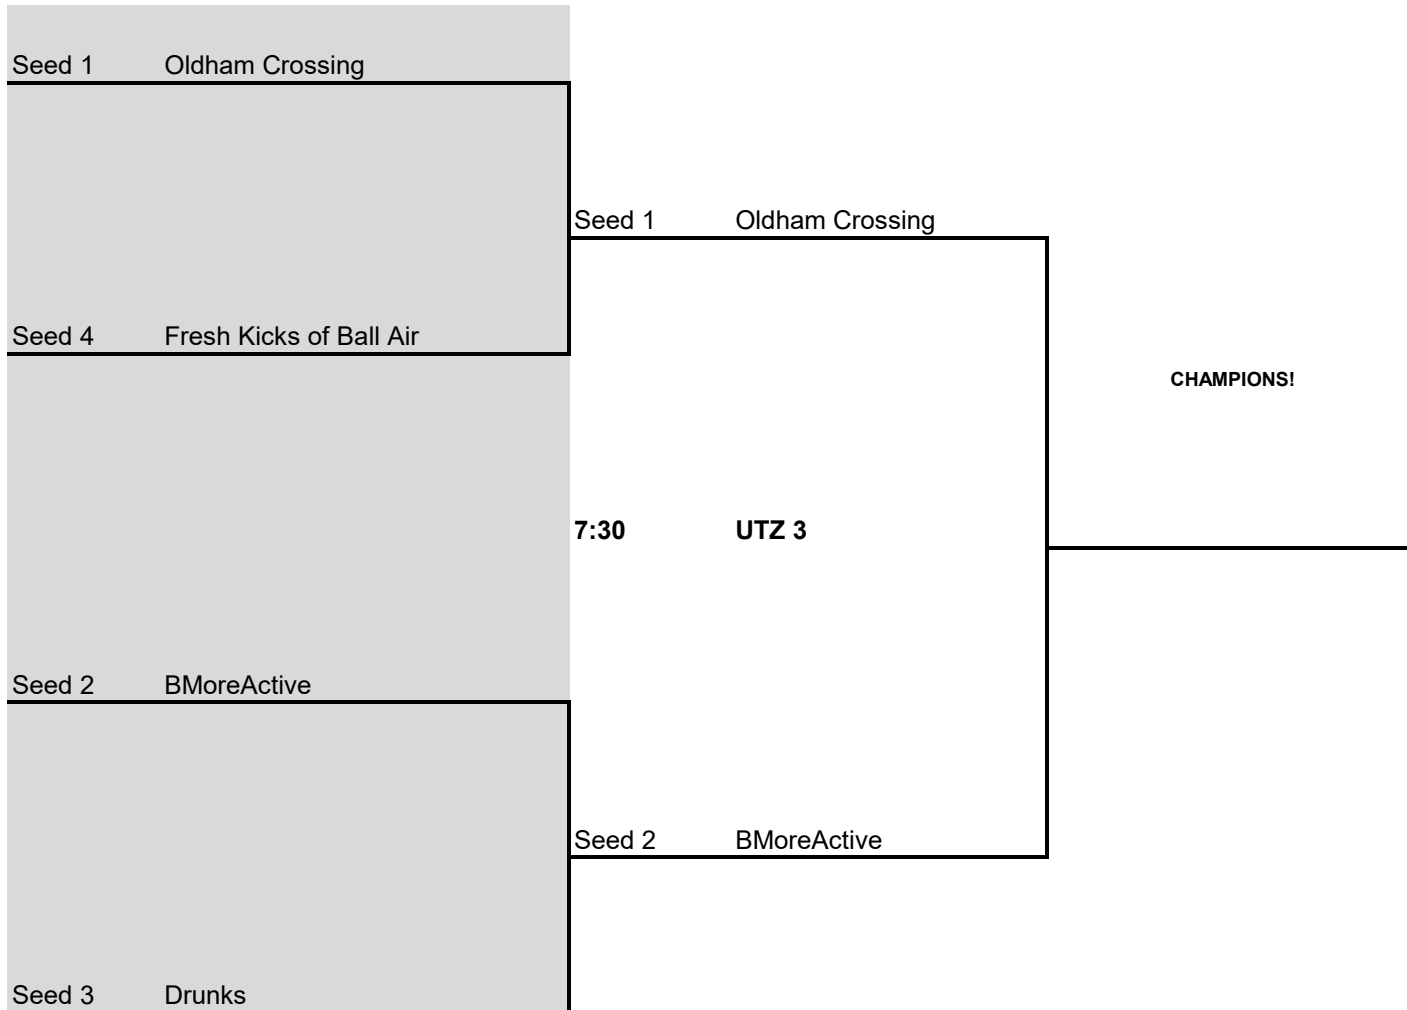 Seed 1 Oldham Crossing
Seed 1 Oldham Crossing
Seed 4 Fresh Kicks of Ball Air
CHAMPIONS!
7:30 UTZ 3
Seed 2 BMoreActive
Seed 2 BMoreActive
Seed 3 Drunks